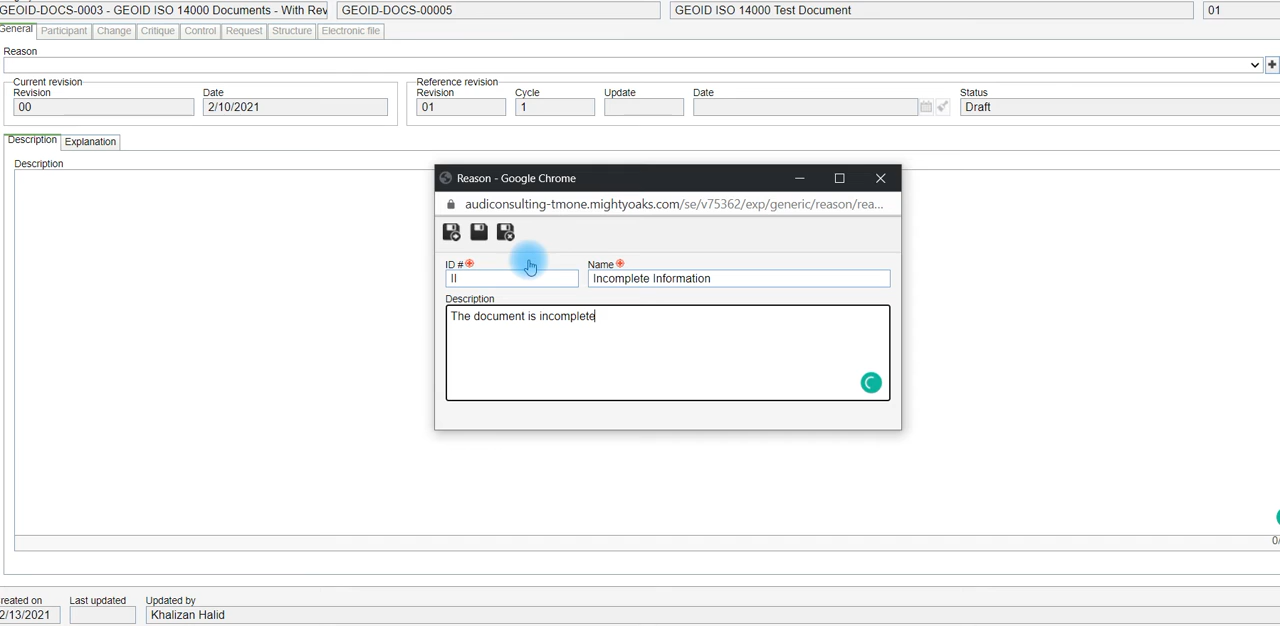 GEOID-DOCS-0003 - GEOID ISO 14000 Documents - With Rev GEOID-DOCS-00005 GEOID ISO 14000 Test Document 01
General Participant Change Critique Control Request Structure Electronic file
Reason
Current revision Reference revision
Revision Date Revision Cycle Update Date Status
00 2/10/2021 01 1 Draft
Description Explanation
Description
Reason - Google Chrome
audiconsulting-tmone.mightyoaks.com/se/v75362/exp/generic/reason/rea...
ID # Name
II Incomplete Information
Description
The document is incomplete
0/
reated on Last updated Updated by
2/13/2021 Khalizan Halid